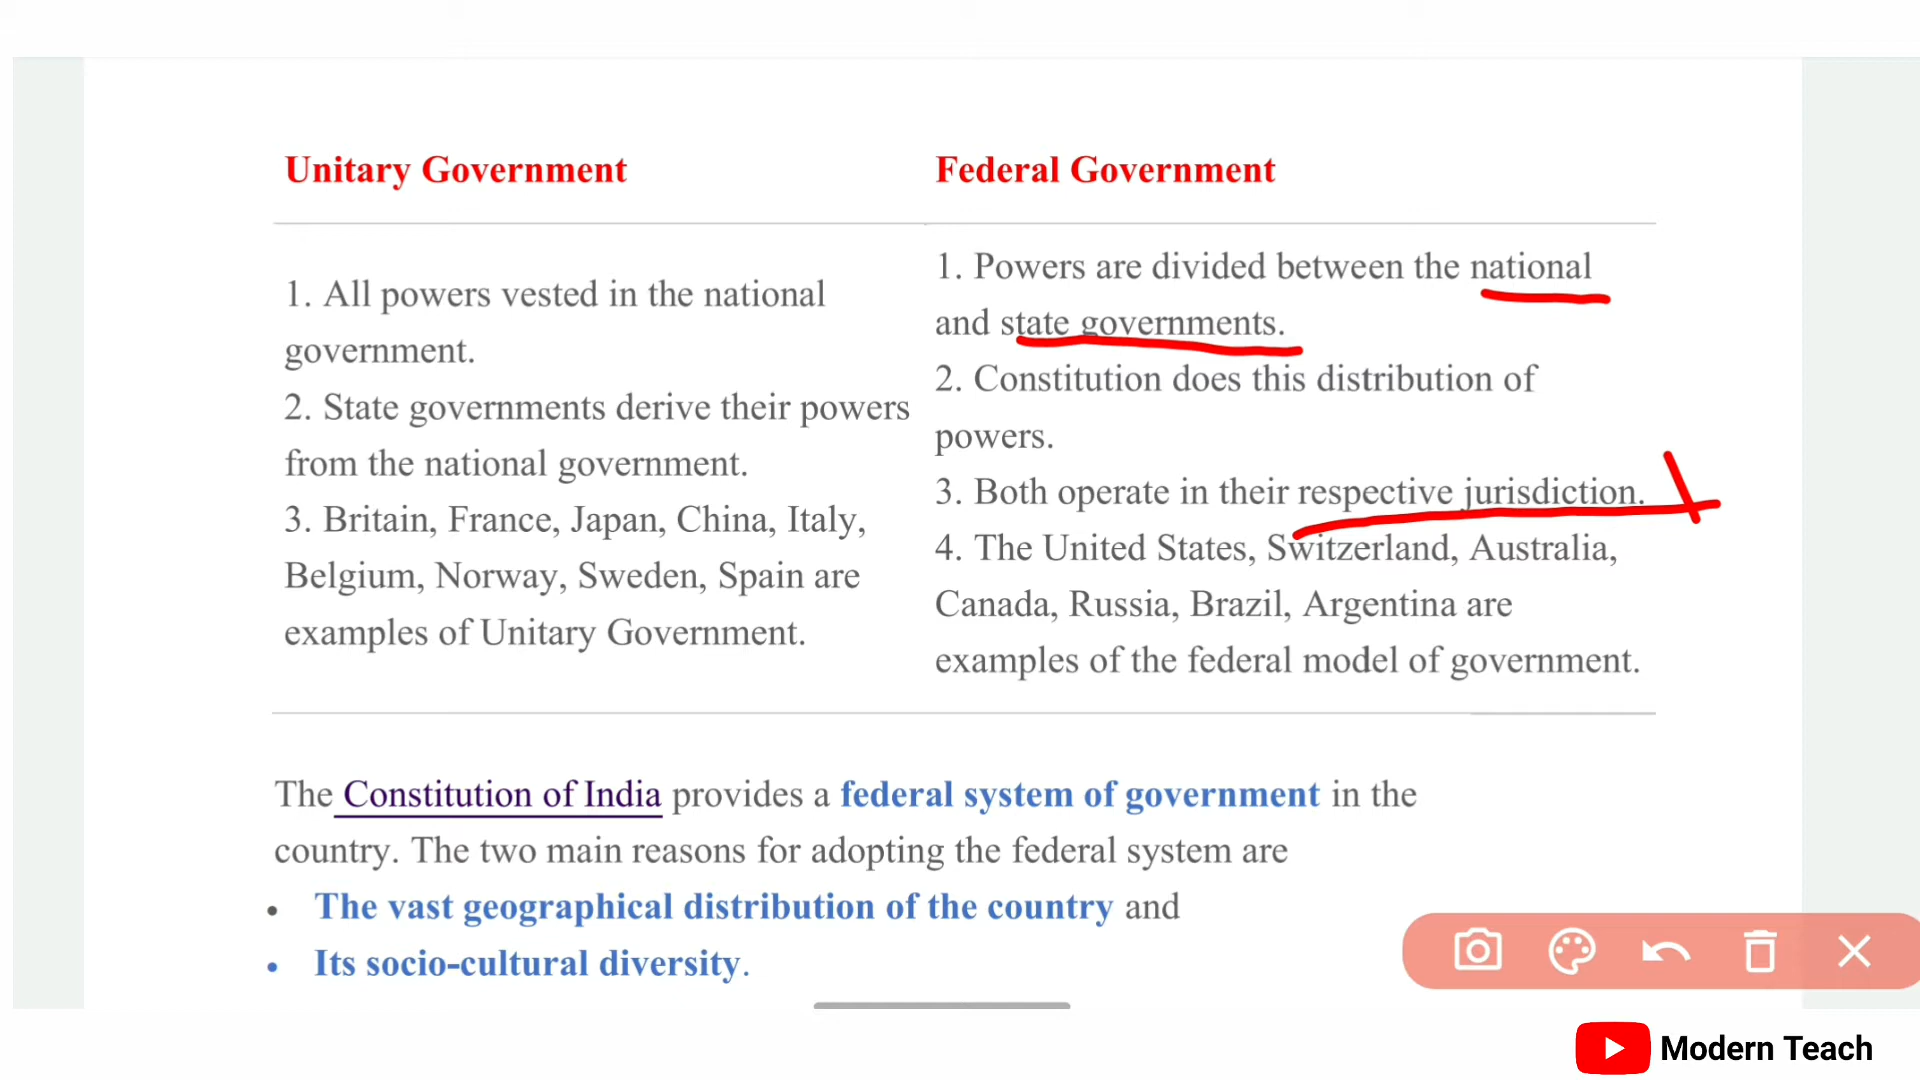 Unitary Government
1. All powers vested in the national
government.
2. State governments derive their powers
from the national government.
3. Britain, France, Japan, China, Italy,
Belgium, Norway, Sweden, Spain are
examples of Unitary Government.
Federal Government
1. Powers are divided between the national
and state governments.
2. Constitution does this distribution of
powers.
3. Both operate in their respective jurisdiction.
4. The United States, Switzerland, Australia,
Canada, Russia, Brazil, Argentina are
examples of the federal model of government.
The Constitution of India provides a federal system of government in the
country. The two main reasons for adopting the federal system are
• The vast geographical distribution of the country and
• Its socio-cultural diversity.
Modern Teach